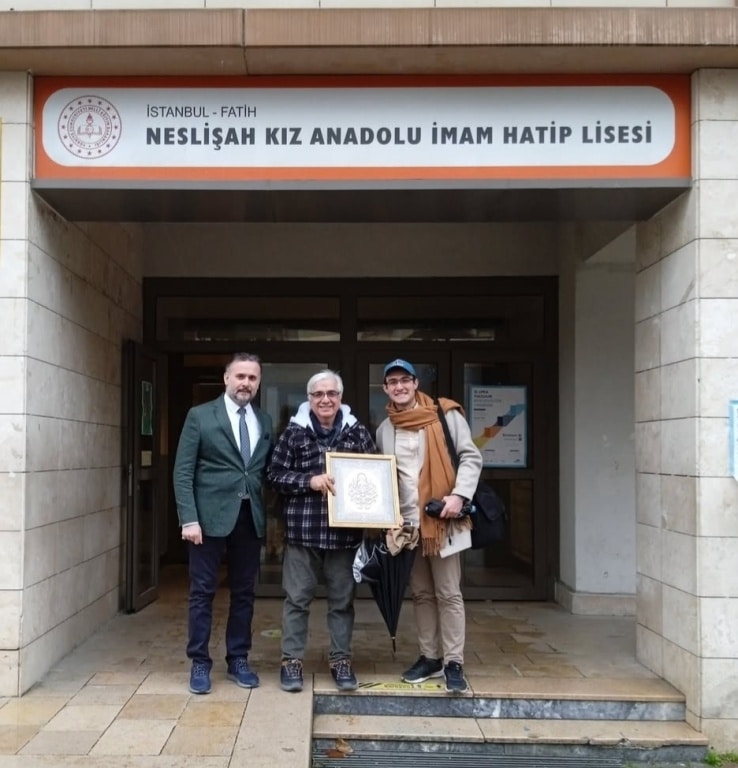 İSTANBUL - FATİH
NESLİŞAH KIZ ANADOLU İMAM HATİP LİSESİ